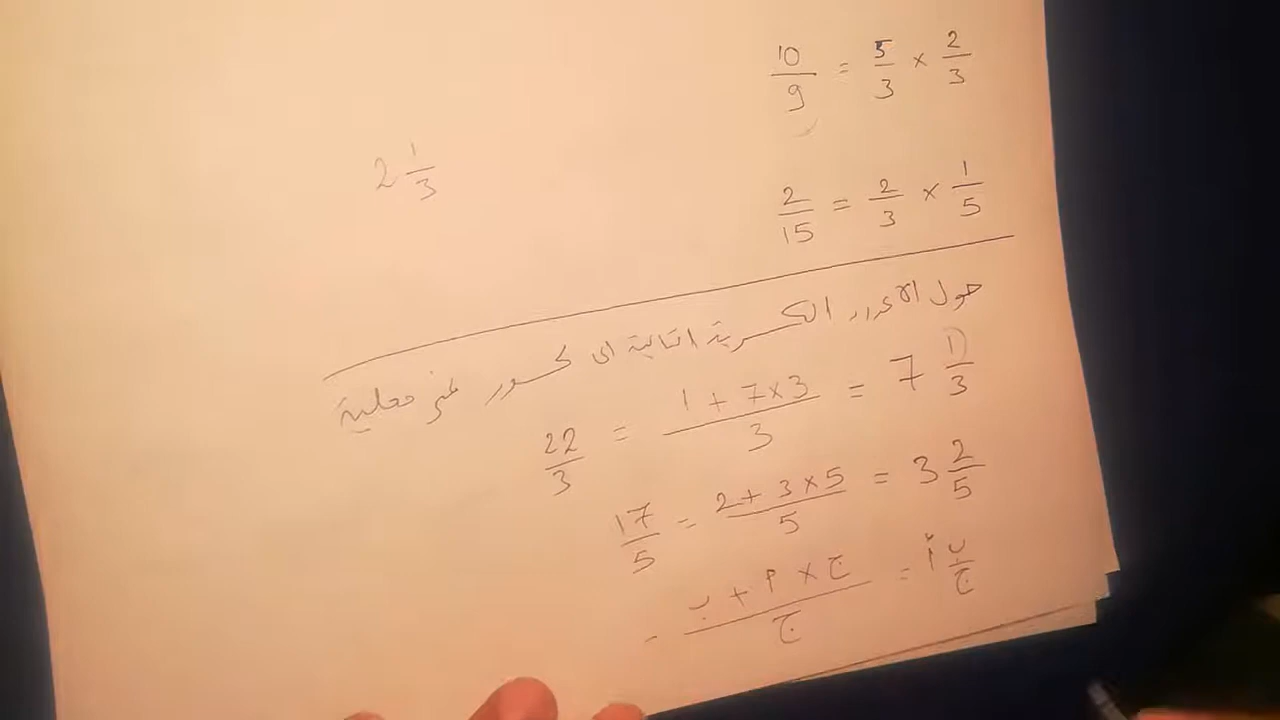 2/3 × 5/3 = 10/9
2 1/3
1/5 × 2/3 = 2/15
حول الاعداد الكسرية التالية الى كسور غير فعلية
7 1/3 = (3×7 + 1)/3 = 22/3
3 2/5 = (5×3 + 2)/5 = 17/5
أ ب/ج = (ج × أ + ب)/ج